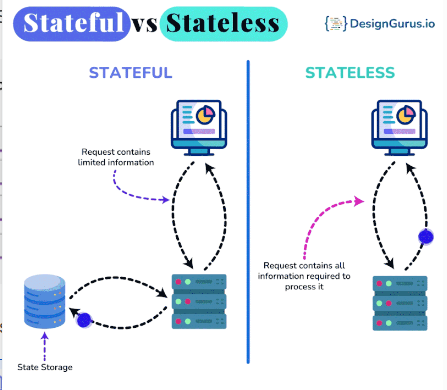 Stateful vs Stateless
DesignGurus.io
STATEFUL
STATELESS
Request contains
limited information
Request contains all
information required to
process it
State Storage